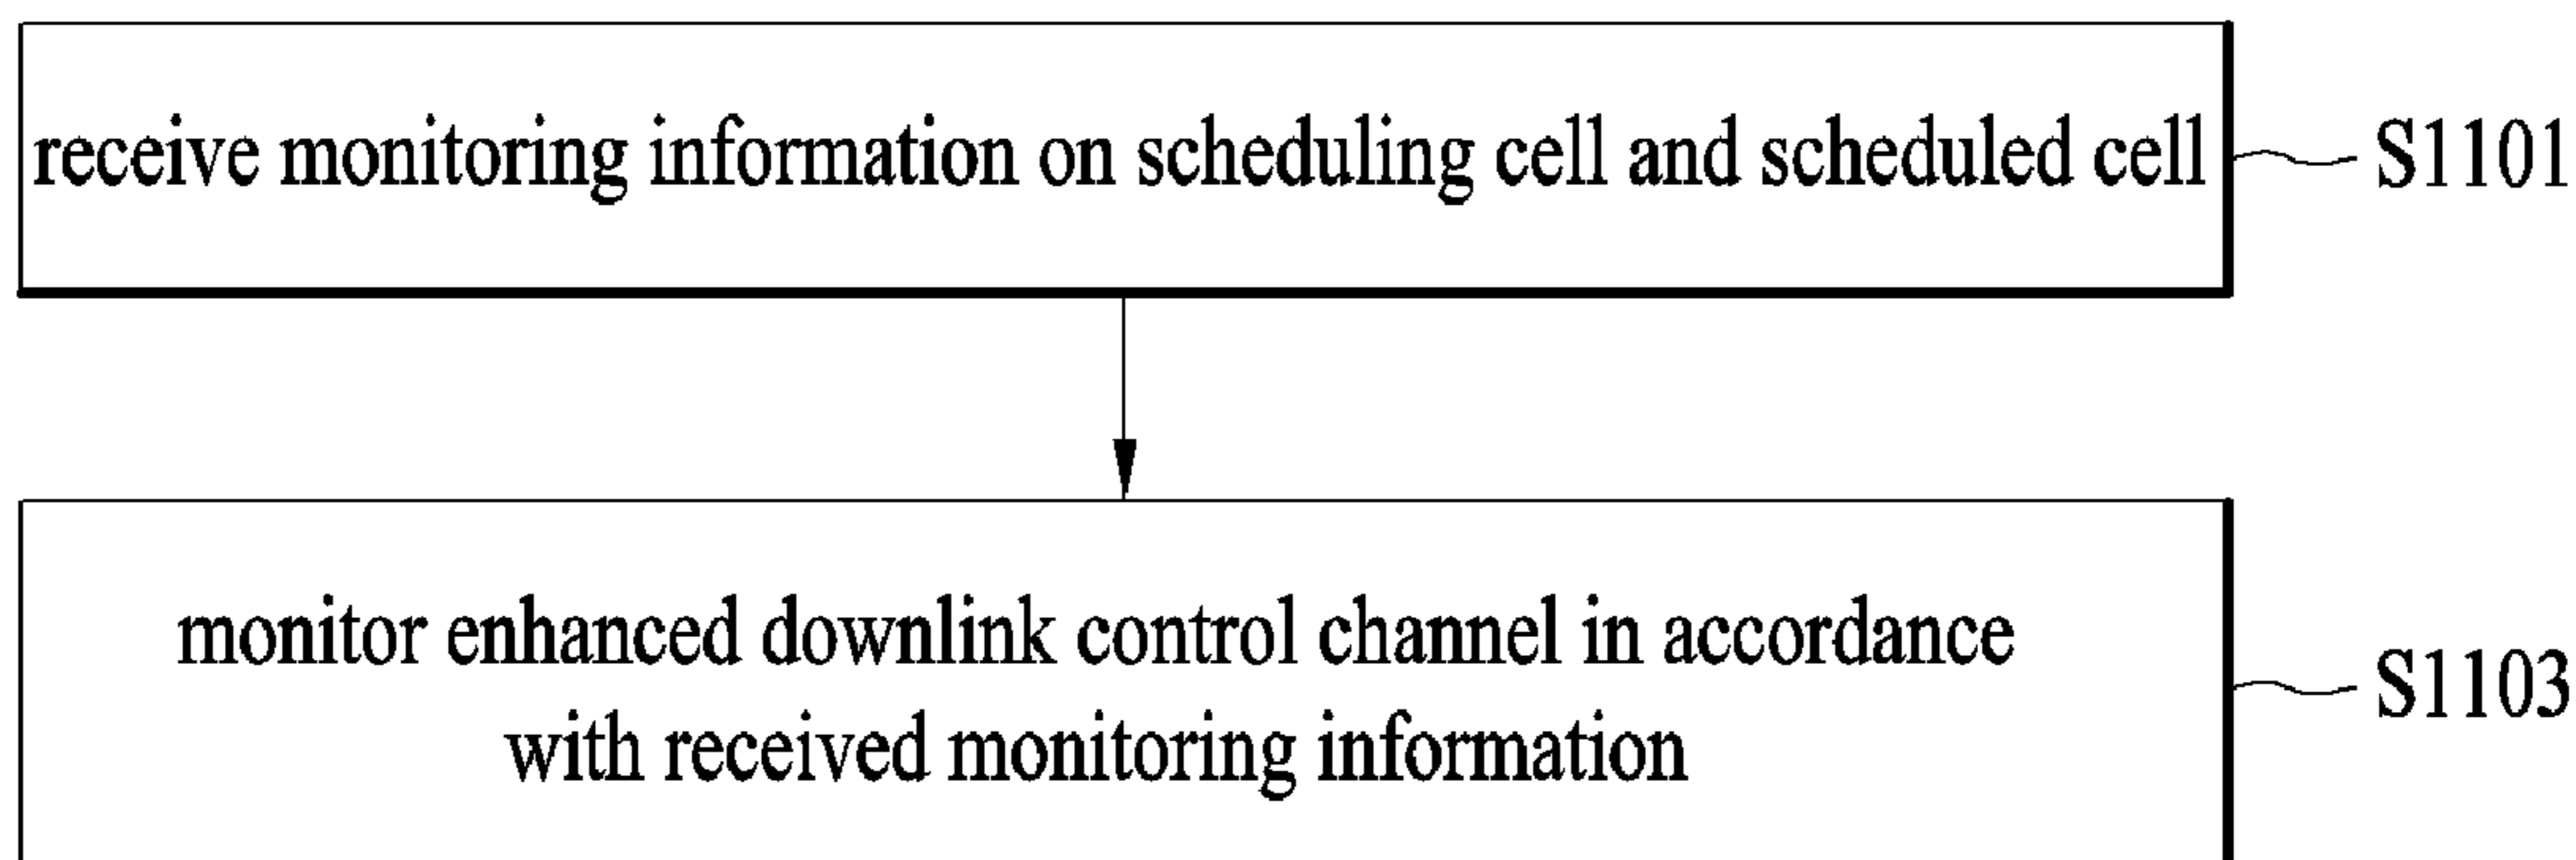 receive monitoring information on scheduling cell and scheduled cell
S1101
monitor enhanced downlink control channel in accordance
with received monitoring information
S1103